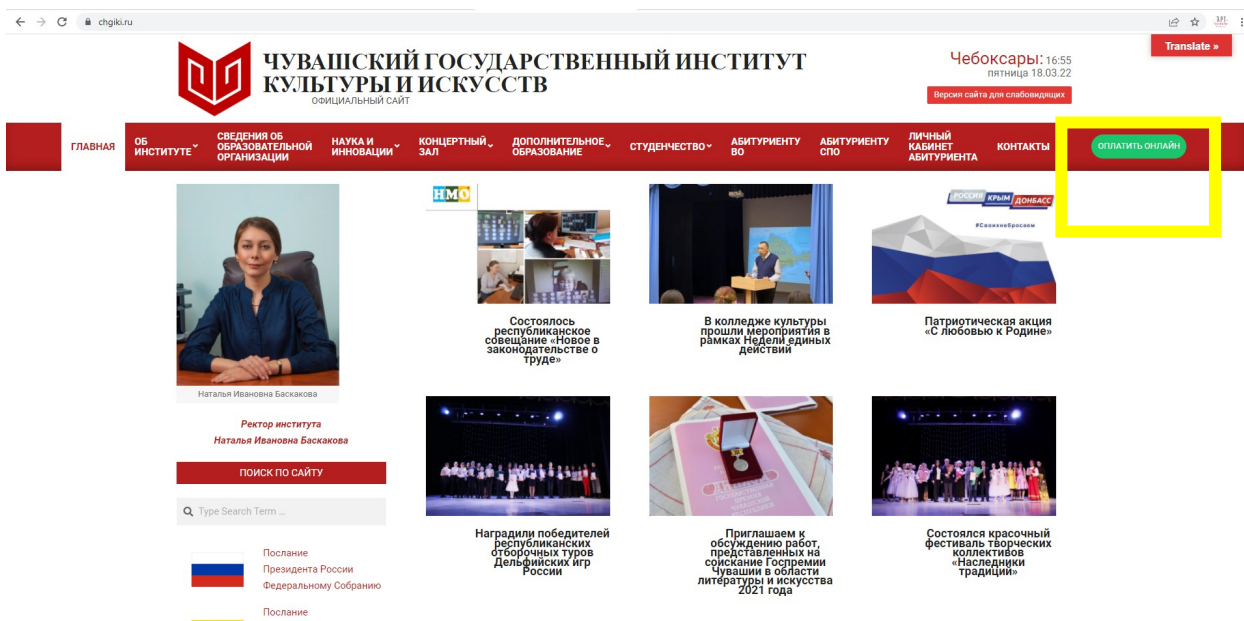 chgiki.ru
ЧУВАШСКИЙ ГОСУДАРСТВЕННЫЙ ИНСТИТУТ
КУЛЬТУРЫ И ИСКУССТВ
ОФИЦИАЛЬНЫЙ САЙТ
Чебоксары: 16:55
пятница 18.03.22
Версия сайта для слабовидящих
Translate »
ГЛАВНАЯ
ОБ
ИНСТИТУТЕ
СВЕДЕНИЯ ОБ
ОБРАЗОВАТЕЛЬНОЙ
ОРГАНИЗАЦИИ
НАУКА И
ИННОВАЦИИ
КОНЦЕРТНЫЙ
ЗАЛ
ДОПОЛНИТЕЛЬНОЕ
ОБРАЗОВАНИЕ
СТУДЕНЧЕСТВО
АБИТУРИЕНТУ
ВО
АБИТУРИЕНТУ
СПО
ЛИЧНЫЙ
КАБИНЕТ
АБИТУРИЕНТА
КОНТАКТЫ
ОПЛАТИТЬ ОНЛАЙН
Наталья Ивановна Баскакова
Ректор института
Наталья Ивановна Баскакова
ПОИСК ПО САЙТУ
Type Search Term ...
Послание
Президента России
Федеральному Собранию
Послание
НМО
Состоялось
республиканское
совещание «Новое в
законодательстве о
труде»
В колледже культуры
прошли мероприятия в
рамках Недели единых
действий
РОССИЯ КРЫМ ДОНБАСС
#Своихнебросаем
Патриотическая акция
«С любовью к Родине»
Наградили победителей
республиканских
отборочных туров
Дельфийских игр
России
Приглашаем к
обсуждению работ,
представленных на
соискание Госпремии
Чувашии в области
литературы и искусства
2021 года
Состоялся красочный
фестиваль творческих
коллективов
«Наследники
традиций»